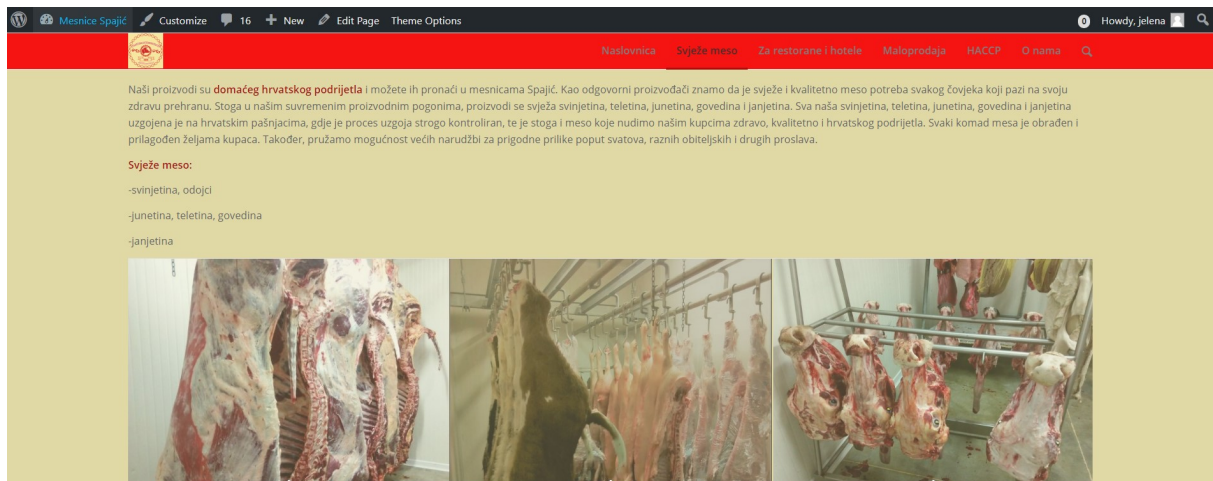 Mesnice Spajić Customize 16 New Edit Page Theme Options 0 Howdy, jelena
Naslovnica Svježe meso Za restorane i hotele Maloprodaja HACCP O nama
Naši proizvodi su domaćeg hrvatskog podrijetla i možete ih pronaći u mesnicama Spajić. Kao odgovorni proizvođači znamo da je svježe i kvalitetno meso potreba svakog čovjeka koji pazi na svoju
zdravu prehranu. Stoga u našim suvremenim proizvodnim pogonima, proizvodi se svježa svinjetina, teletina, junetina, govedina i janjetina. Sva naša svinjetina, teletina, junetina, govedina i janjetina
uzgojena je na hrvatskim pašnjacima, gdje je proces uzgoja strogo kontroliran, te je stoga i meso koje nudimo našim kupcima zdravo, kvalitetno i hrvatskog podrijetla. Svaki komad mesa je obrađen i
prilagođen željama kupaca. Također, pružamo mogućnost većih narudžbi za prigodne prilike poput svatova, raznih obiteljskih i drugih proslava.
Svježe meso:
-svinjetina, odojci
-junetina, teletina, govedina
-janjetina